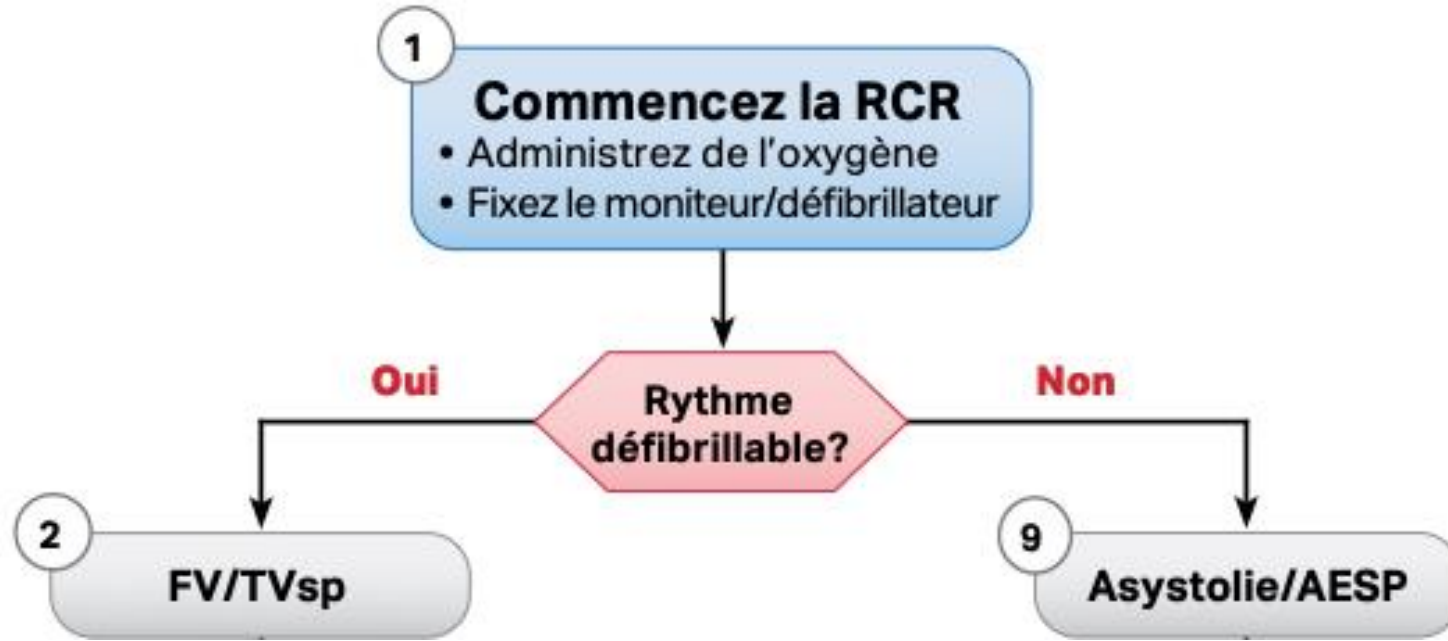 1
Commencez la RCR
• Administrez de l'oxygène
• Fixez le moniteur/défibrillateur
Oui
Rythme
défibrillable?
Non
2
FV/TVsp
9
Asystolie/AESP